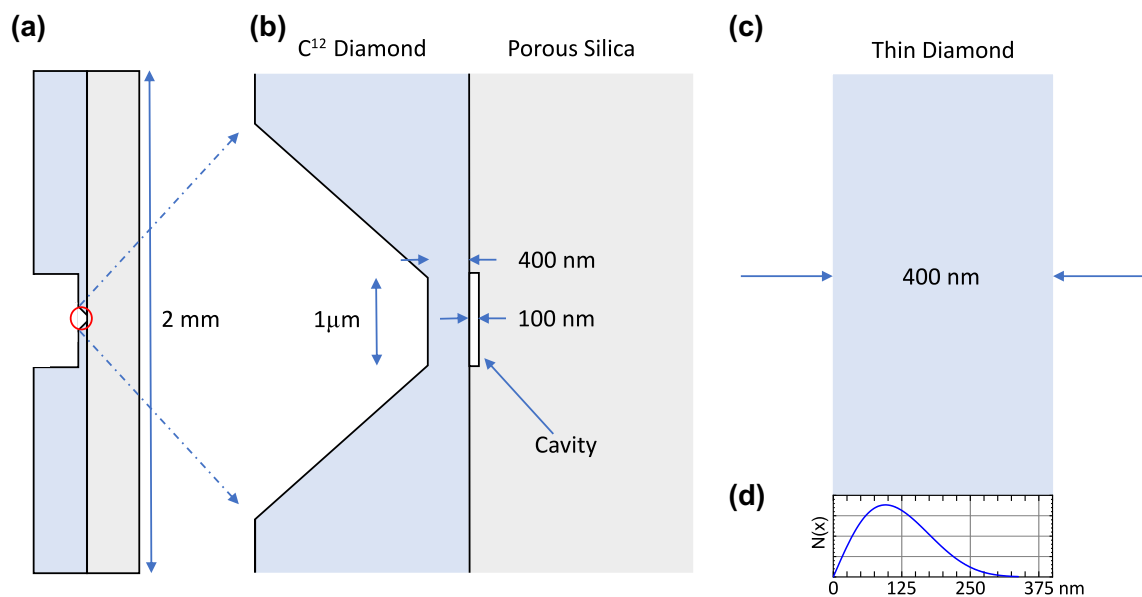 (a)
(b)
(c)
C¹² Diamond
Porous Silica
Thin Diamond
400 nm
400 nm
2 mm
1μm
100 nm
Cavity
(d)
N(x)
0
125
250
375 nm